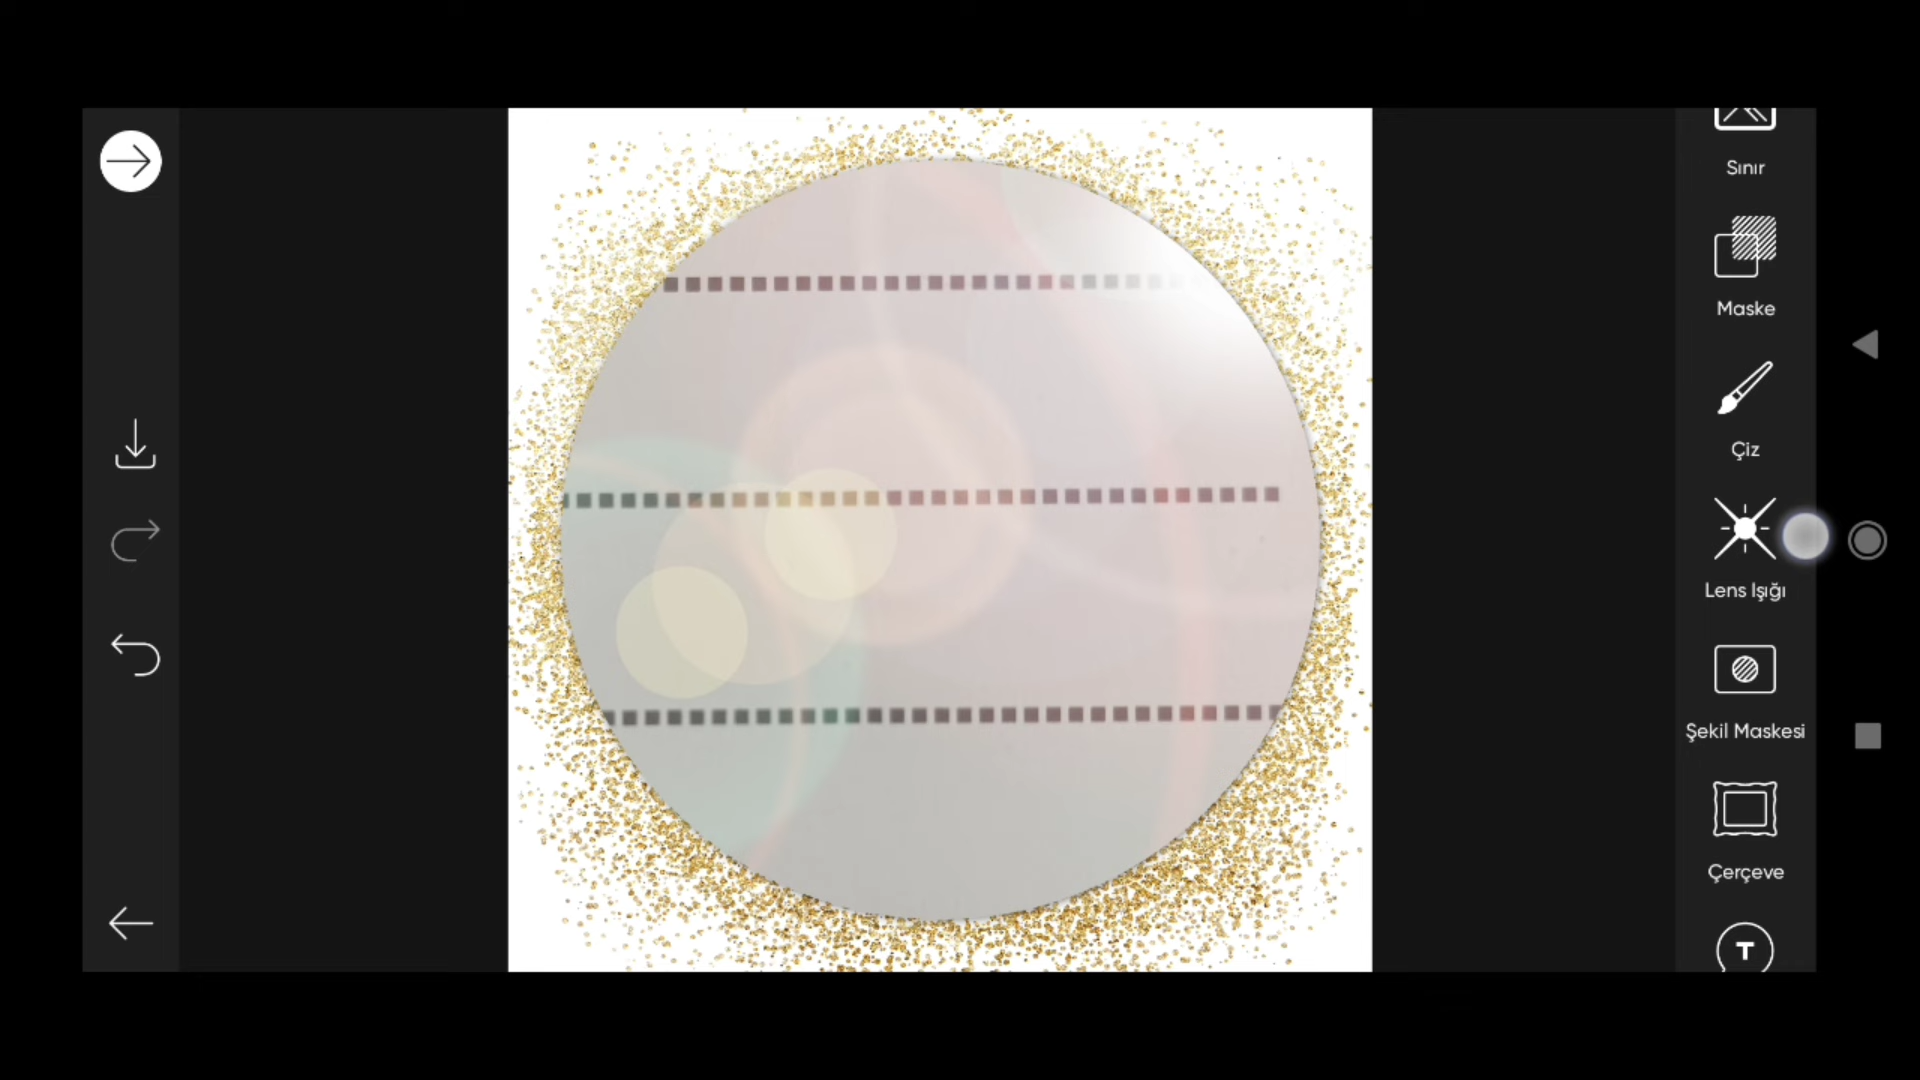 Sınır
Maske
Çiz
Lens Işığı
Şekil Maskesi
Çerçeve
T